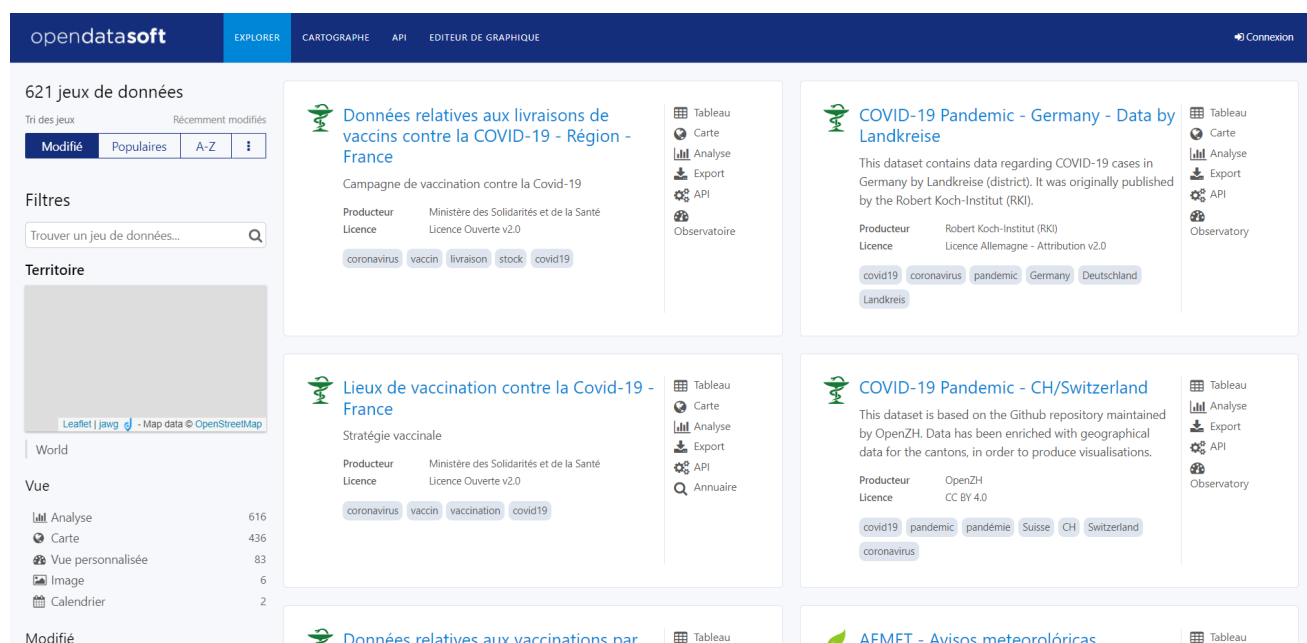 opendatasoft
EXPLORER
CARTOGRAPHE
API
EDITEUR DE GRAPHIQUE
Connexion
621 jeux de données
Tri des jeux
Récemment modifiés
Modifié
Populaires
A-Z
Filtres
Trouver un jeu de données...
Territoire
Leaflet | jawg - Map data © OpenStreetMap
World
Vue
Analyse 616
Carte 436
Vue personnalisée 83
Image 6
Calendrier 2
Modifié
Données relatives aux livraisons de
vaccins contre la COVID-19 - Région -
France
Campagne de vaccination contre la Covid-19
Producteur Ministère des Solidarités et de la Santé
Licence Licence Ouverte v2.0
coronavirus vaccin livraison stock covid19
Tableau
Carte
Analyse
Export
API
Observatoire
COVID-19 Pandemic - Germany - Data by
Landkreise
This dataset contains data regarding COVID-19 cases in
Germany by Landkreise (district). It was originally published
by the Robert Koch-Institut (RKI).
Producteur Robert Koch-Institut (RKI)
Licence Licence Allemagne - Attribution v2.0
covid19 coronavirus pandemic Germany Deutschland
Landkreis
Tableau
Carte
Analyse
Export
API
Observatory
Lieux de vaccination contre la Covid-19 -
France
Stratégie vaccinale
Producteur Ministère des Solidarités et de la Santé
Licence Licence Ouverte v2.0
coronavirus vaccin vaccination covid19
Tableau
Carte
Analyse
Export
API
Annuaire
COVID-19 Pandemic - CH/Switzerland
This dataset is based on the Github repository maintained
by OpenZH. Data has been enriched with geographical
data for the cantons, in order to produce visualisations.
Producteur OpenZH
Licence CC BY 4.0
covid19 pandemic pandémie Suisse CH Switzerland
coronavirus
Tableau
Analyse
Export
API
Observatory
Données relatives aux vaccinations par
Tableau
AEMET - Avisos meteorolóricas
Tableau